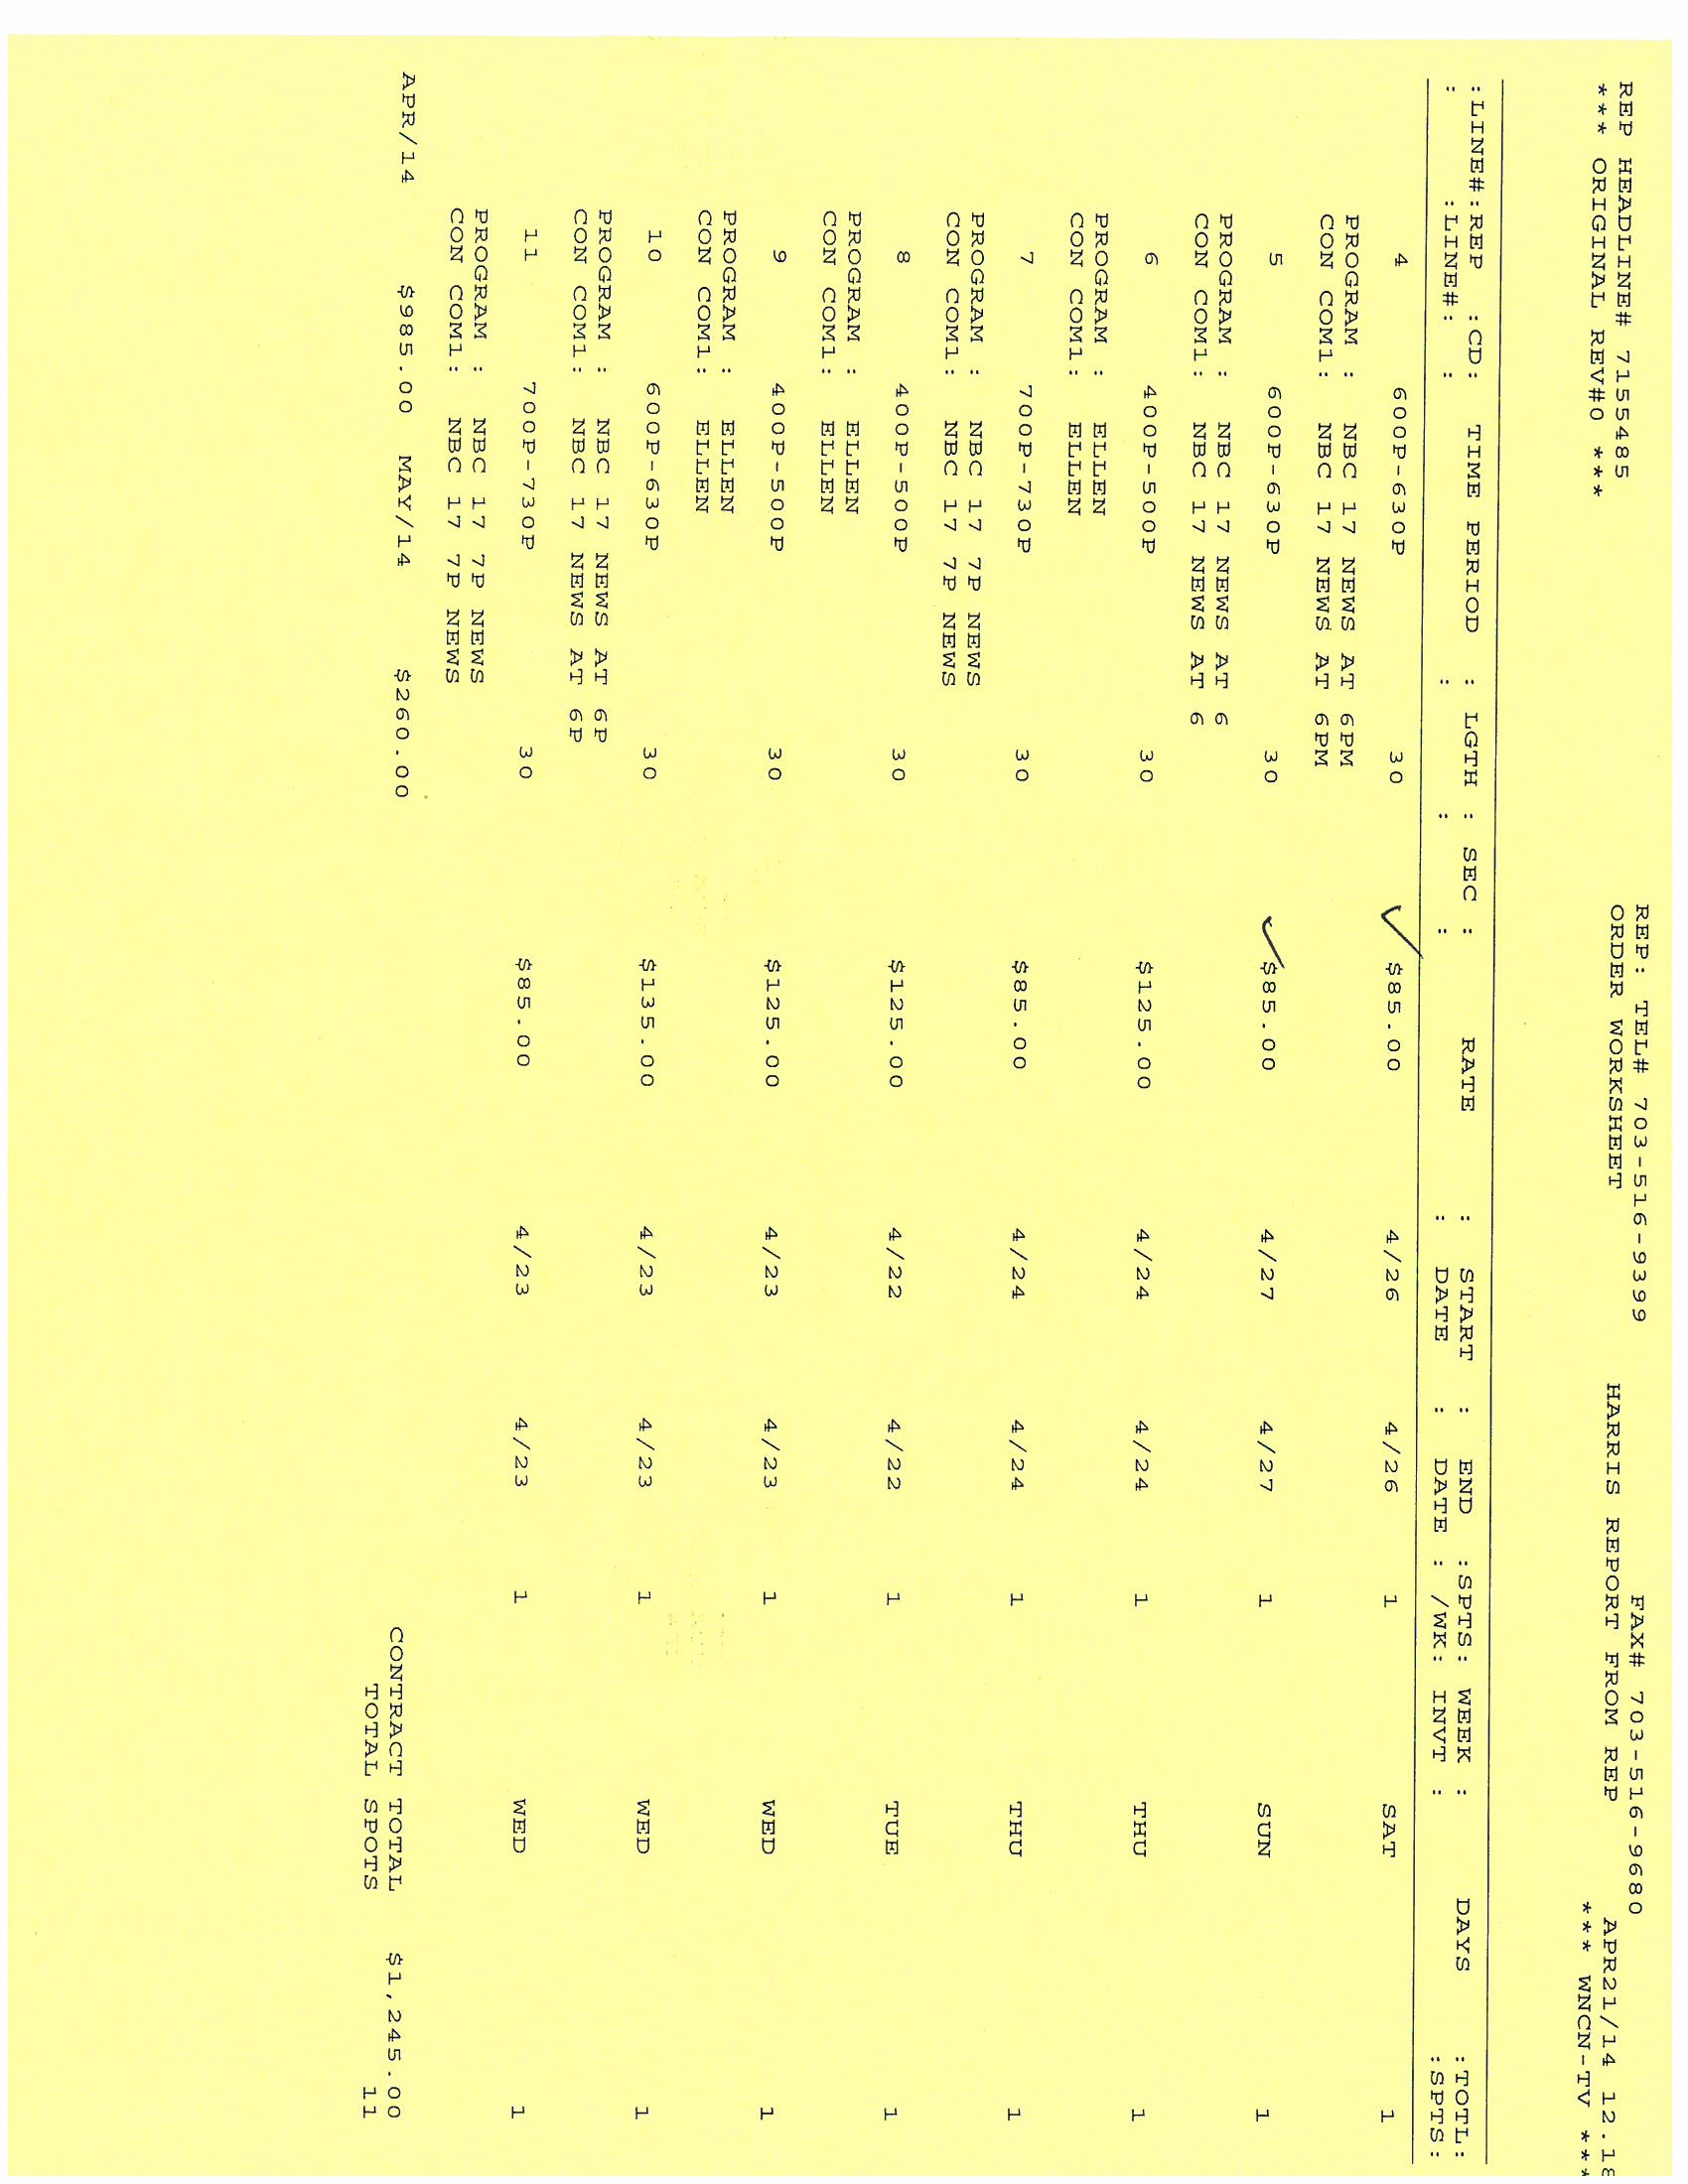 REP: TEL# 703-516-9399 FAX# 703-516-9680
REP HEADLINE# 7155485 ORDER WORKSHEET HARRIS REPORT FROM REP APR21/14 12.18
*** ORIGINAL REV#0 *** *** WNCN-TV ***
:LINE#:REP :CD: TIME PERIOD : LGTH : SEC : RATE : START : END :SPTS: WEEK : DAYS :TOTL:
: :LINE#: : : : : DATE : DATE : /WK: INVT : :SPTS:
4 600P-630P 30 $85.00 4/26 4/26 1 SAT 1
PROGRAM : NBC 17 NEWS AT 6PM
CON COM1: NBC 17 NEWS AT 6PM
5 600P-630P 30 $85.00 4/27 4/27 1 SUN 1
PROGRAM : NBC 17 NEWS AT 6
CON COM1: NBC 17 NEWS AT 6
6 400P-500P 30 $125.00 4/24 4/24 1 THU 1
PROGRAM : ELLEN
CON COM1: ELLEN
7 700P-730P 30 $85.00 4/24 4/24 1 THU 1
PROGRAM : NBC 17 7P NEWS
CON COM1: NBC 17 7P NEWS
8 400P-500P 30 $125.00 4/22 4/22 1 TUE 1
PROGRAM : ELLEN
CON COM1: ELLEN
9 400P-500P 30 $125.00 4/23 4/23 1 WED 1
PROGRAM : ELLEN
CON COM1: ELLEN
10 600P-630P 30 $135.00 4/23 4/23 1 WED 1
PROGRAM : NBC 17 NEWS AT 6P
CON COM1: NBC 17 NEWS AT 6P
11 700P-730P 30 $85.00 4/23 4/23 1 WED 1
PROGRAM : NBC 17 7P NEWS
CON COM1: NBC 17 7P NEWS
APR/14 $985.00 MAY/14 $260.00 CONTRACT TOTAL $1,245.00
TOTAL SPOTS 11